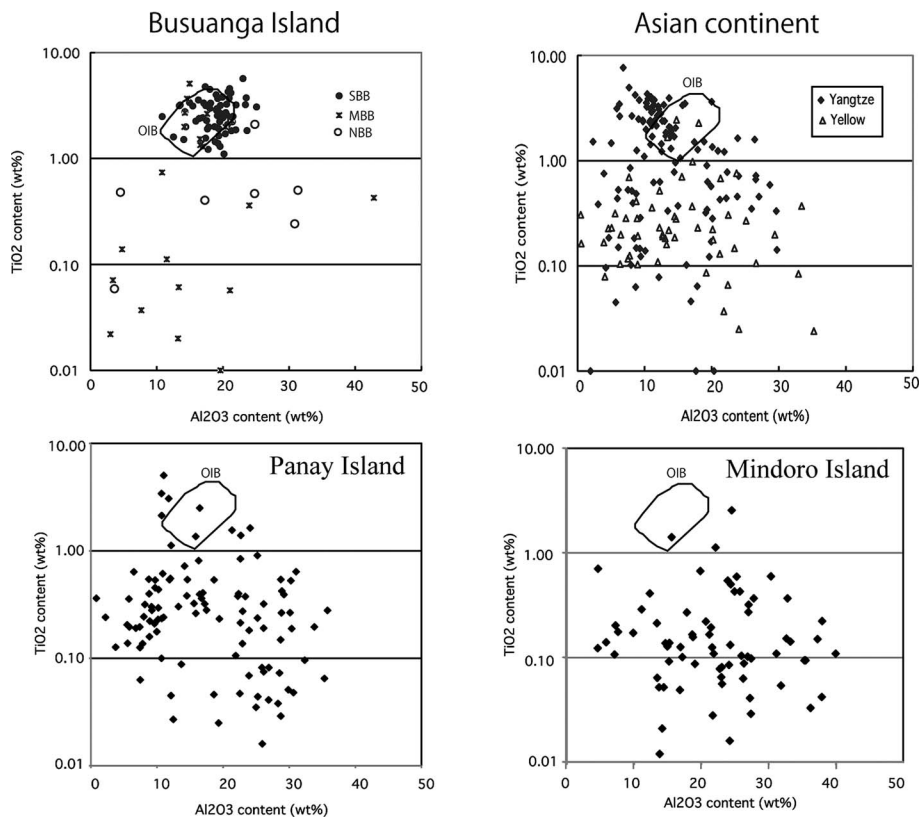 Busuanga Island
10.00
1.00
0.10
0.01
TiO2 content (wt%)
OIB
SBB
MBB
NBB
0 10 20 30 40 50
Al2O3 content (wt%)
Asian continent
10.00
1.00
0.10
0.01
TiO2 content (wt%)
OIB
Yangtze
Yellow
0 10 20 30 40 50
Al2O3 content (wt%)
Panay Island
10.00
1.00
0.10
0.01
TiO2 content (wt%)
OIB
0 10 20 30 40 50
Al2O3 content (wt%)
Mindoro Island
10.00
1.00
0.10
0.01
TiO2 content (wt%)
OIB
0 10 20 30 40 50
Al2O3 content (wt%)